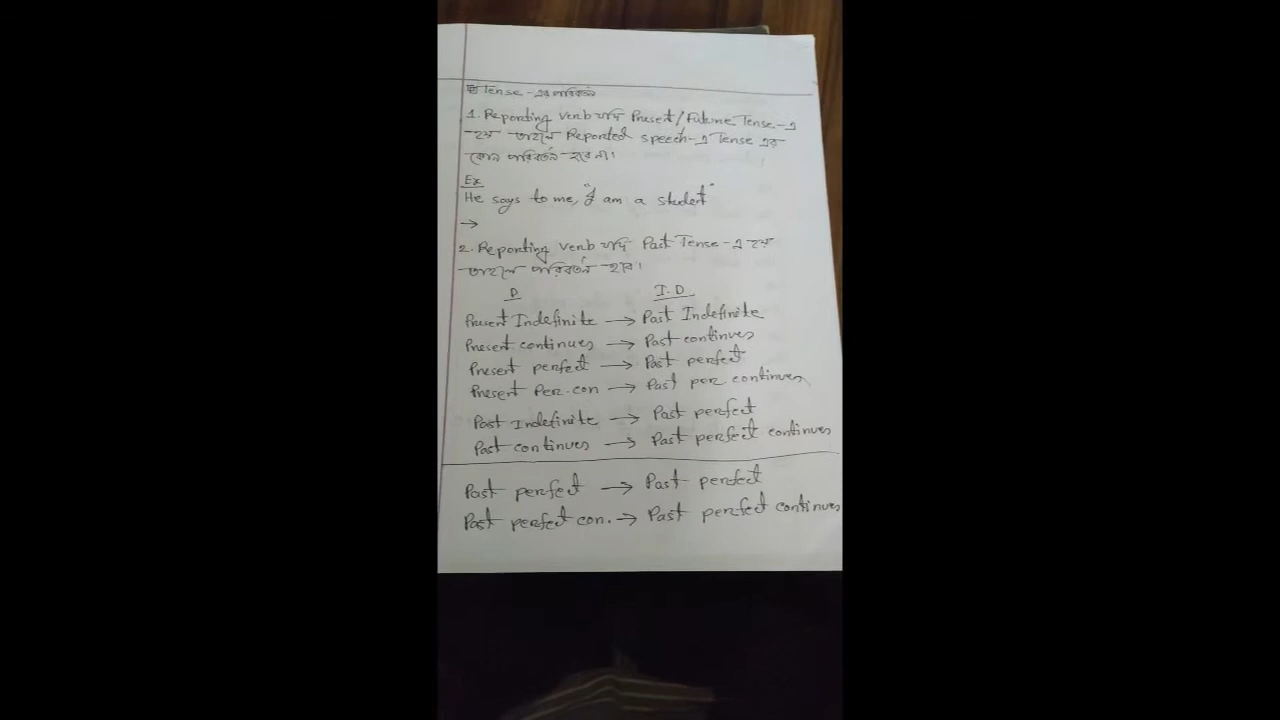 Tense-এর পরিবর্তন
1. Reporting verb যদি Present/Future Tense-এ
হয় তাহলে Reported speech-এ Tense এর
কোন পরিবর্তন হবে না।
Ex
He says to me, "I am a student"
→
2. Reporting verb যদি Past Tense-এ হয়
তাহলে পরিবর্তন হবে।
D I.D
Present Indefinite → Past Indefinite
Present continues → Past continues
Present perfect → Past perfect
Present Per. con → Past per. continues
Past Indefinite → Past perfect
Past continues → Past perfect continues
Past perfect → Past perfect
Past perfect con. → Past perfect continues